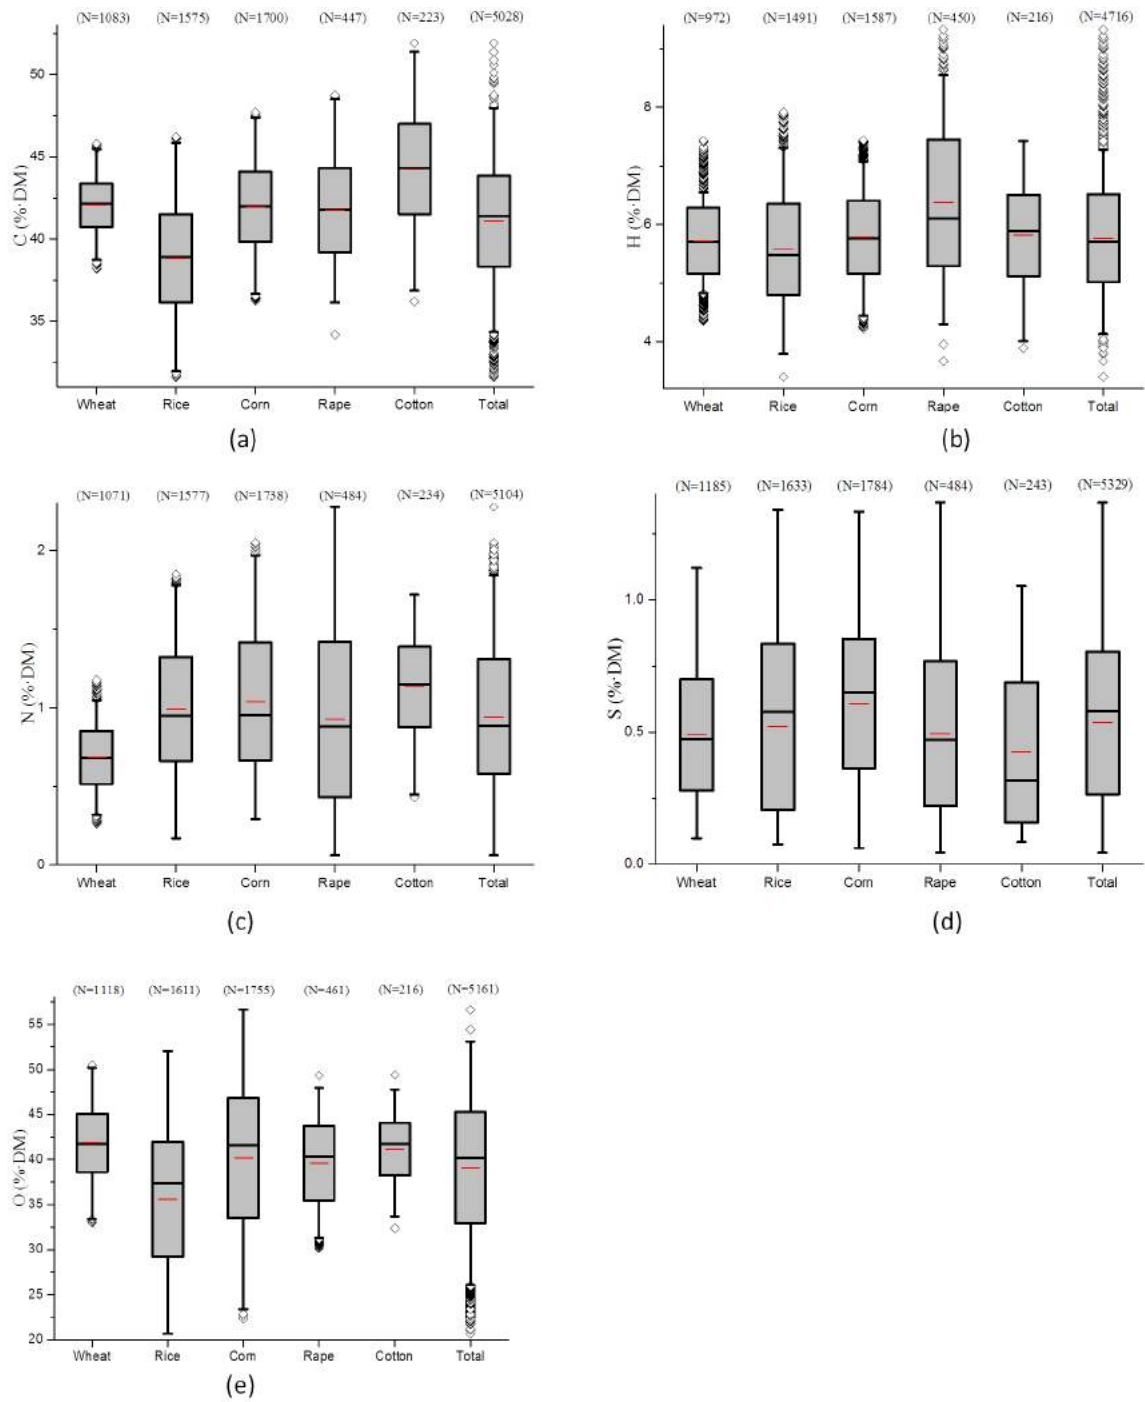 (N=1083) (N=1575) (N=1700) (N=447) (N=223) (N=5028)
50
45
40
35
C (%·DM)
Wheat Rice Corn Rape Cotton Total
(a)
(N=972) (N=1491) (N=1587) (N=450) (N=216) (N=4716)
8
6
4
H (%·DM)
Wheat Rice Corn Rape Cotton Total
(b)
(N=1071) (N=1577) (N=1738) (N=484) (N=234) (N=5104)
2
1
0
N (%·DM)
Wheat Rice Corn Rape Cotton Total
(c)
(N=1185) (N=1633) (N=1784) (N=484) (N=243) (N=5329)
1.0
0.5
0.0
S (%·DM)
Wheat Rice Corn Rape Cotton Total
(d)
(N=1118) (N=1611) (N=1755) (N=461) (N=216) (N=5161)
55
50
45
40
35
30
25
20
O (%·DM)
Wheat Rice Corn Rape Cotton Total
(e)